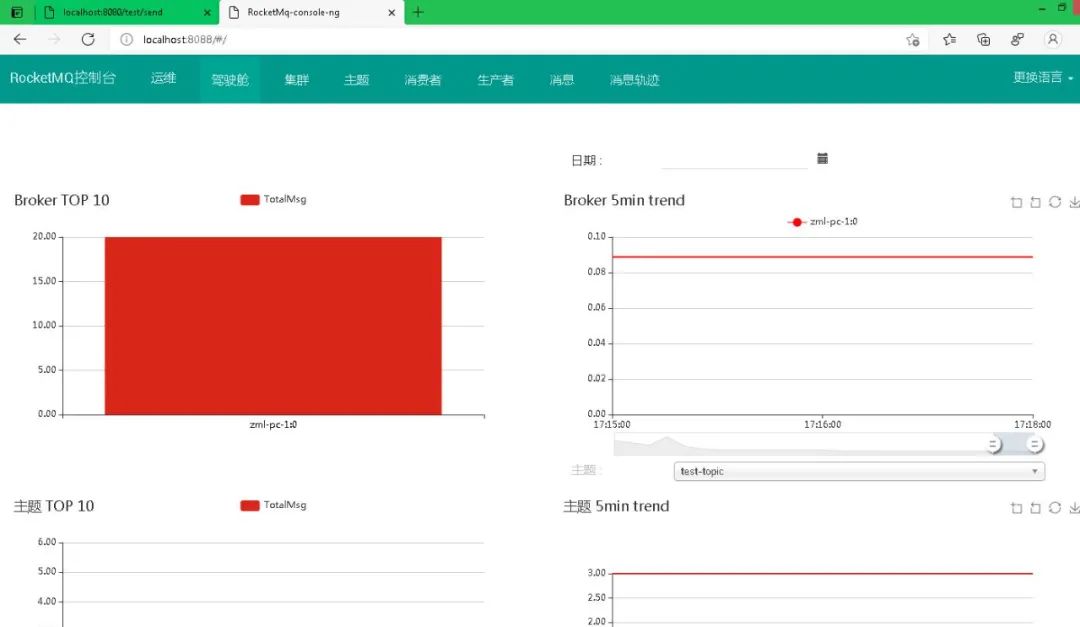 localhost:8080/test/send
RocketMq-console-ng
localhost:8088/#/
RocketMQ控制台 运维 驾驶舱 集群 主题 消费者 生产者 消息 消息轨迹 更换语言
日期 :
Broker TOP 10
TotalMsg
20.00
15.00
10.00
5.00
0.00
zml-pc-1:0
Broker 5min trend
zml-pc-1:0
0.10
0.08
0.06
0.04
0.02
0.00
17:15:00 17:16:00 17:18:00
主题 : test-topic
主题 TOP 10
TotalMsg
6.00
5.00
4.00
主题 5min trend
3.00
2.50
2.00